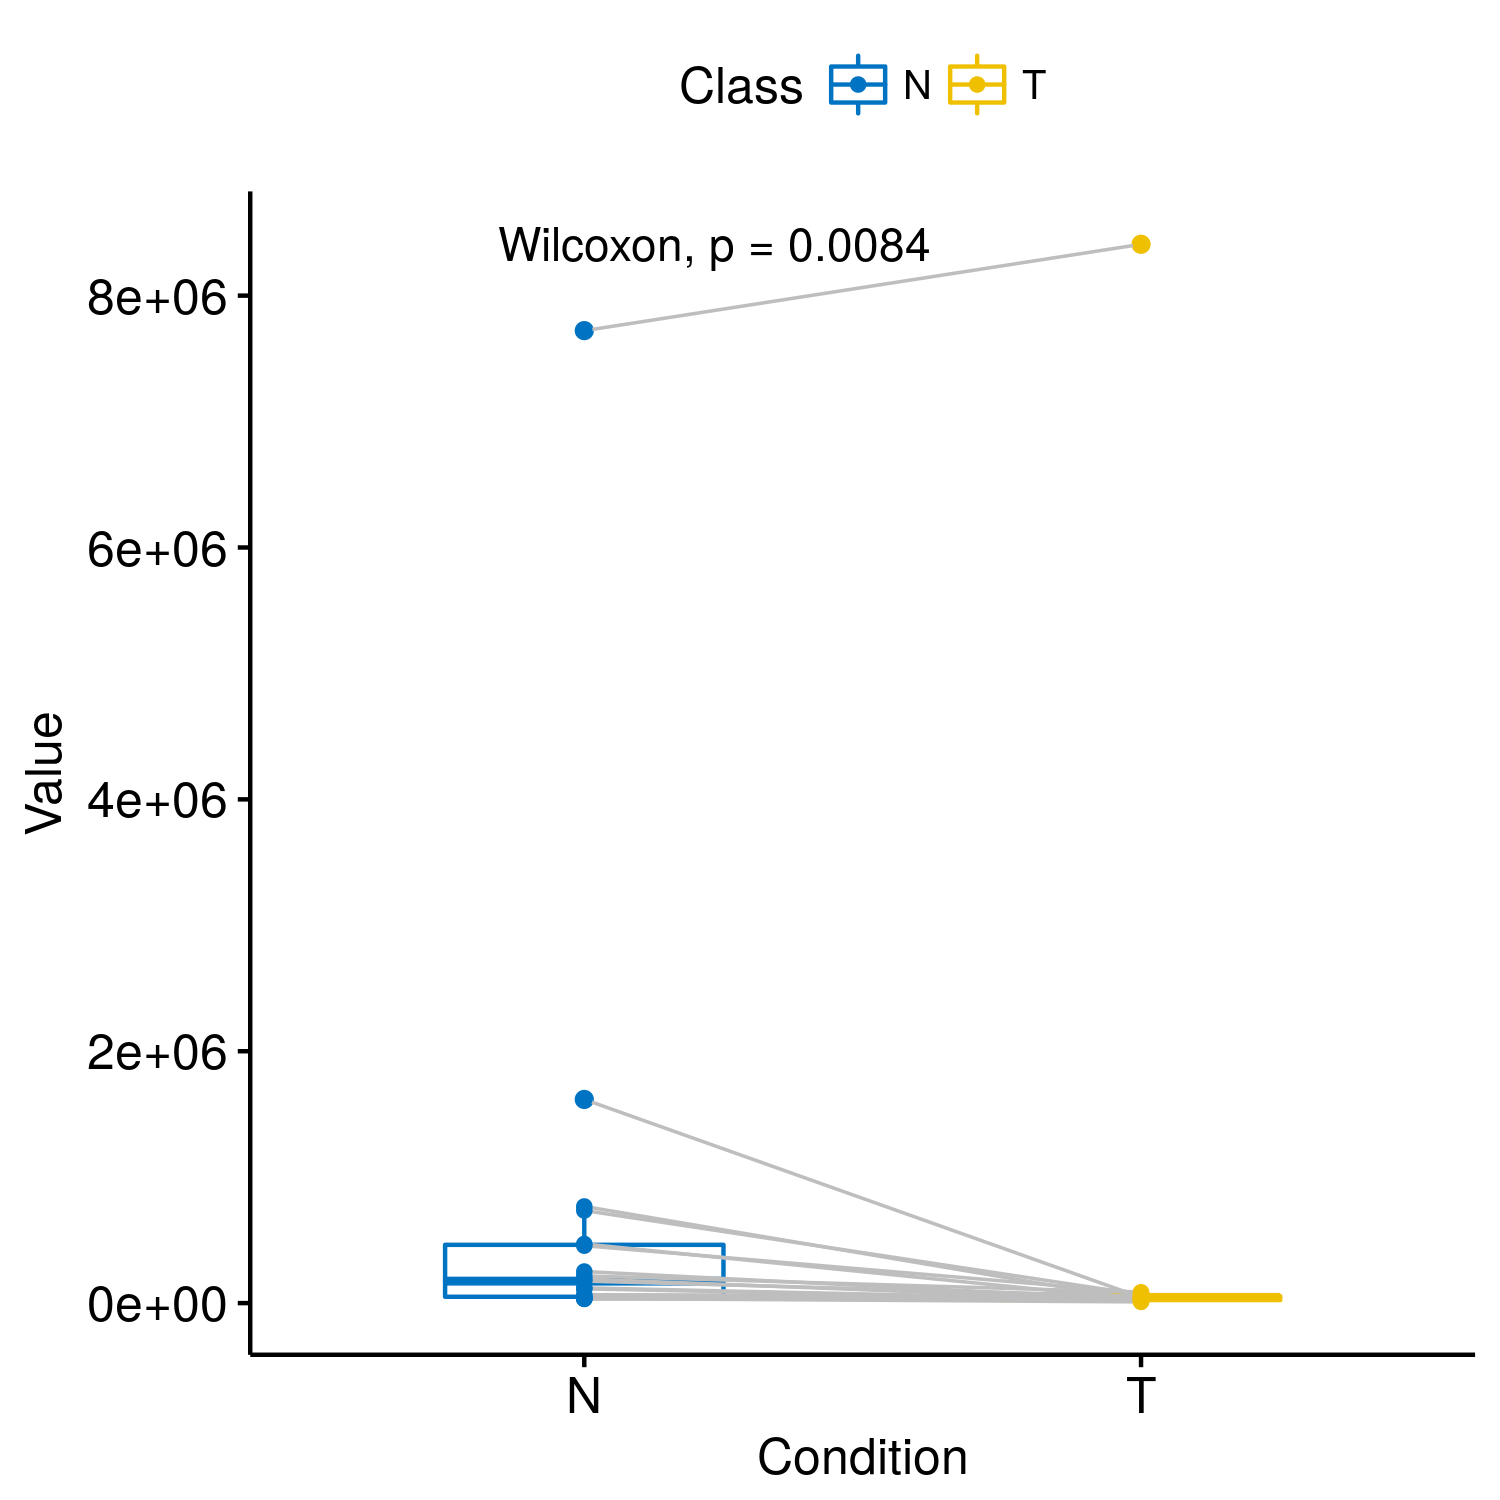 Class N T
Wilcoxon, p = 0.0084
8e+06
6e+06
4e+06
2e+06
0e+00
Value
N T
Condition